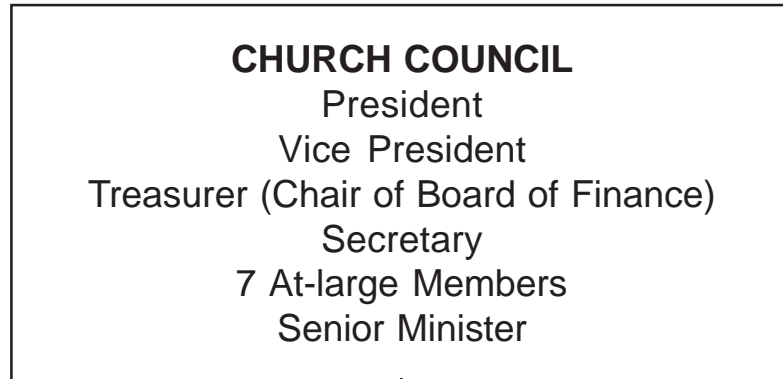 CHURCH COUNCIL
President
Vice President
Treasurer (Chair of Board of Finance)
Secretary
7 At-large Members
Senior Minister